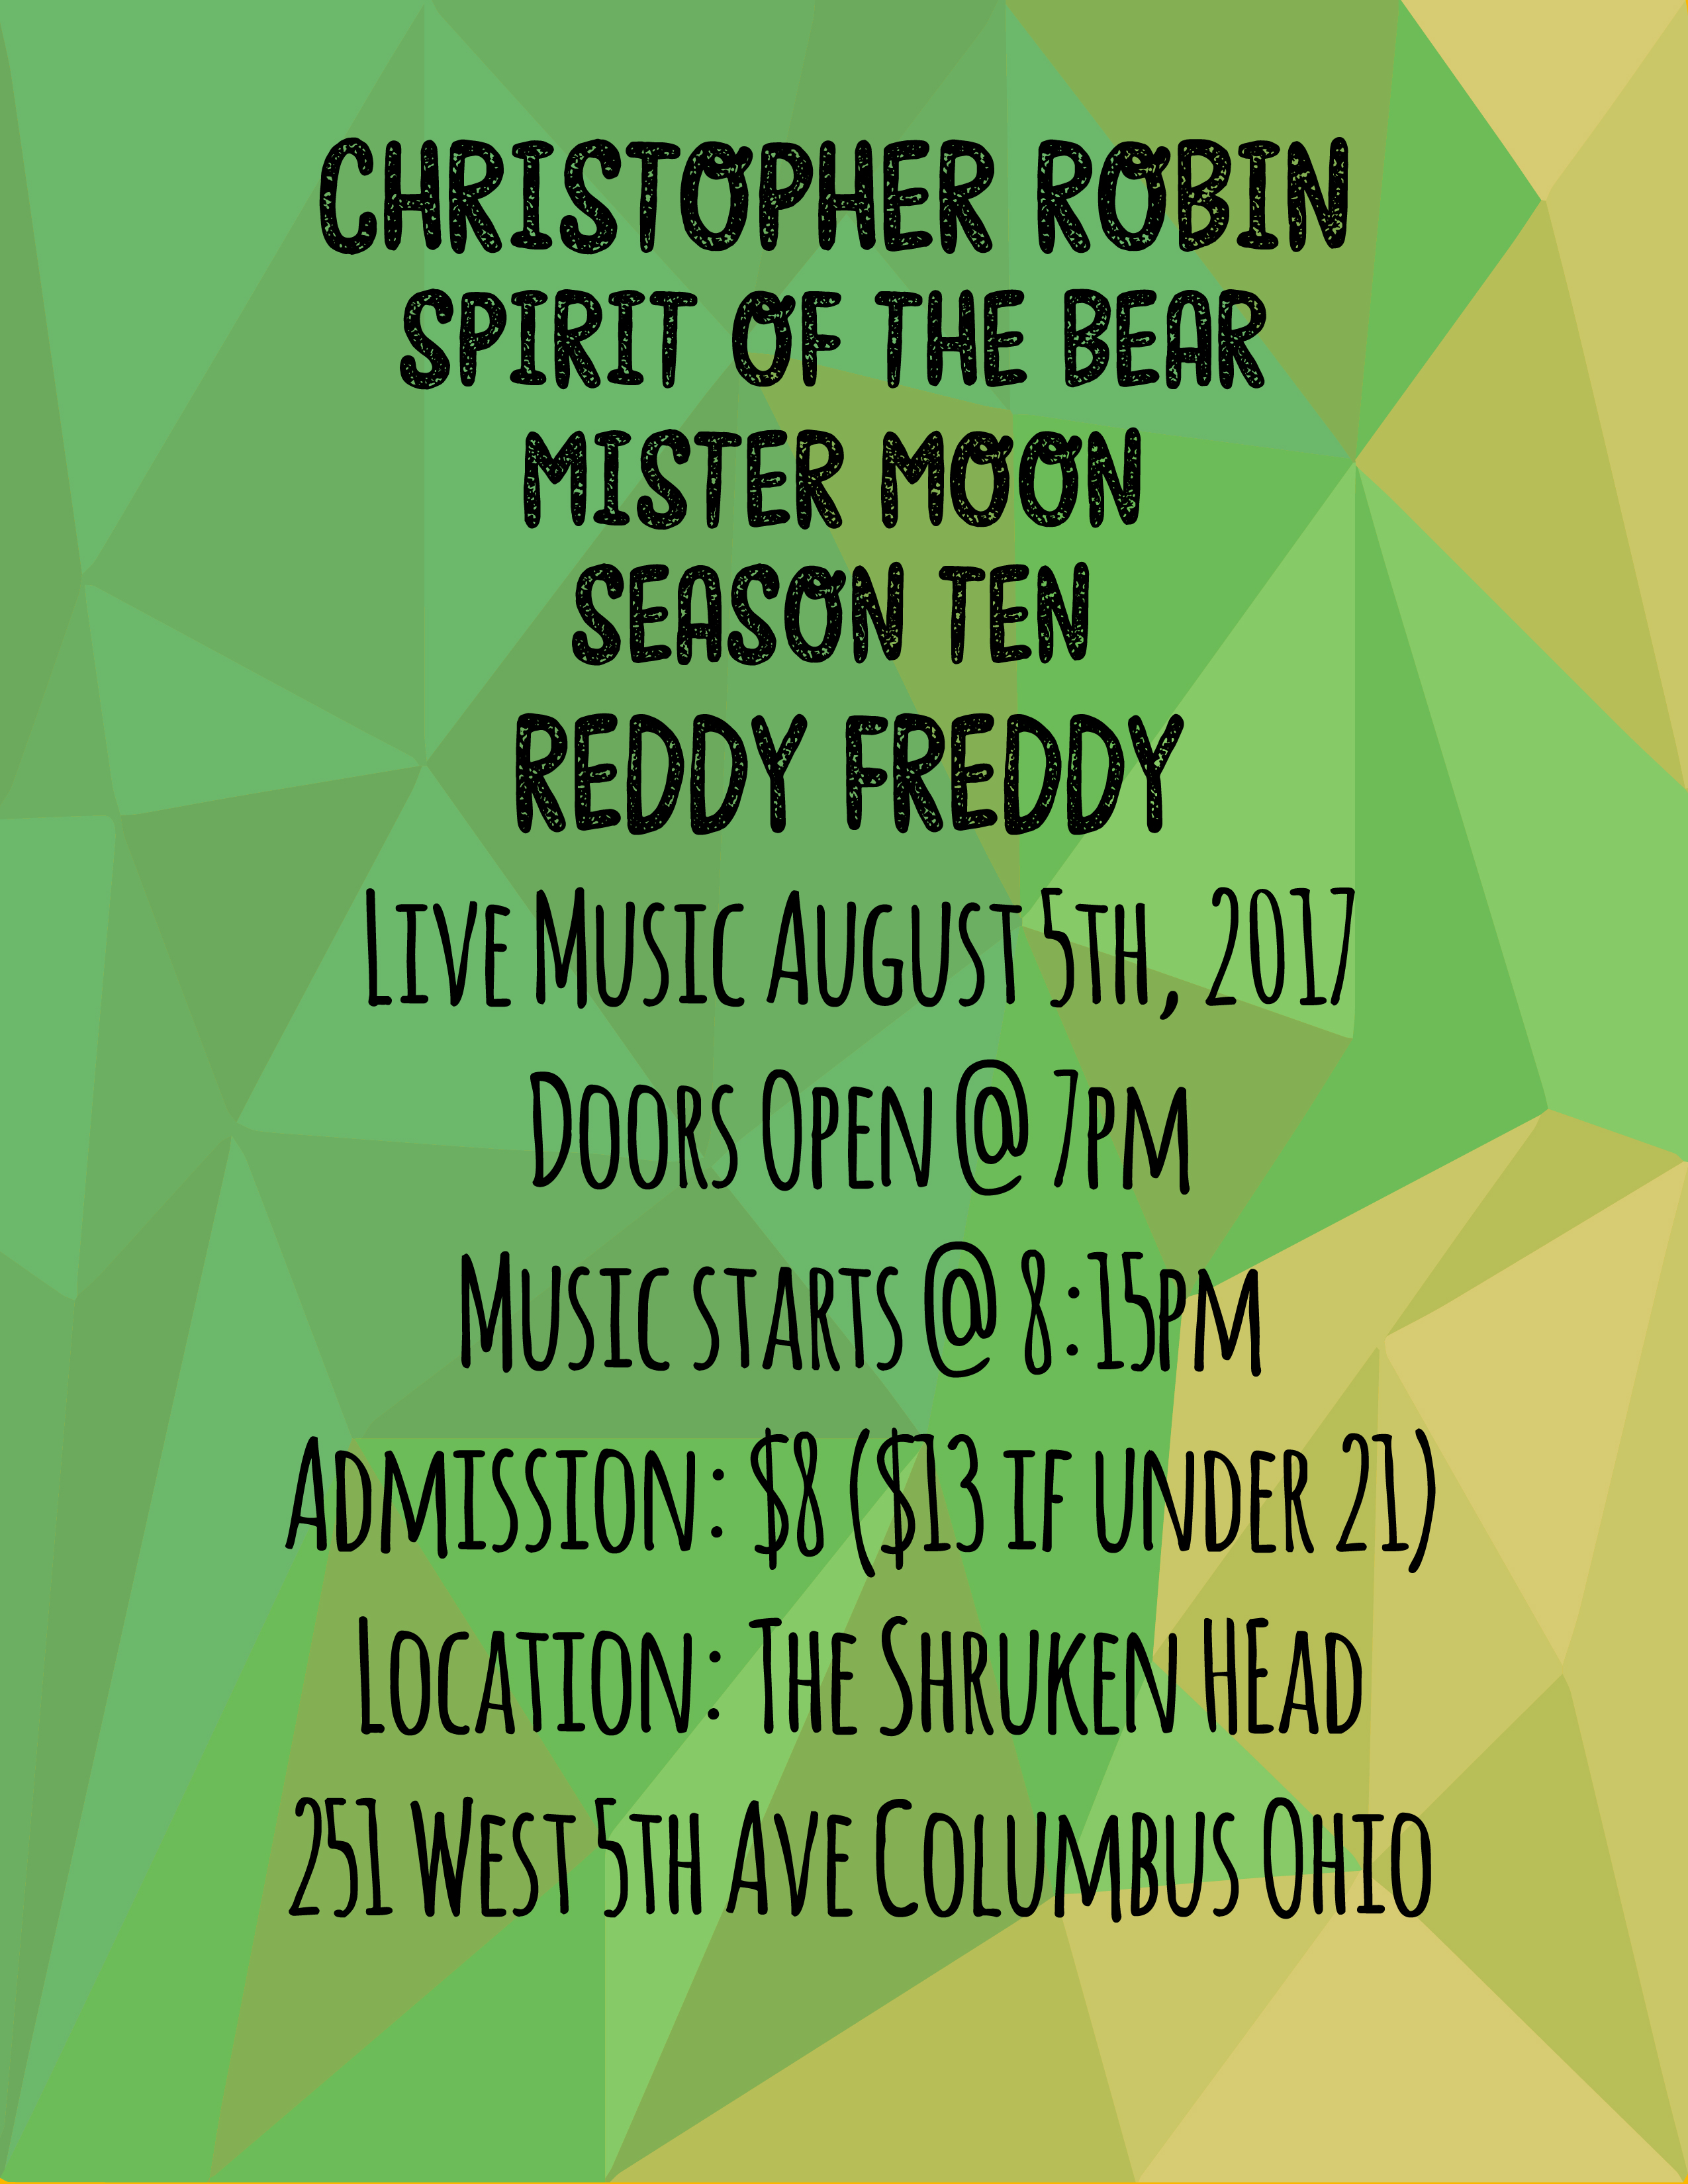 CHRISTOPHER ROBIN
SPIRIT OF THE BEAR
MISTER MOON
SEASON TEN
REDDY FREDDY
LIVE MUSIC AUGUST 5TH, 2017
DOORS OPEN @ 7PM
MUSIC STARTS @ 8:15PM
ADMISSION: $8 ($13 IF UNDER 21)
LOCATION: THE SHRUKEN HEAD
251 WEST 5TH AVE COLUMBUS OHIO